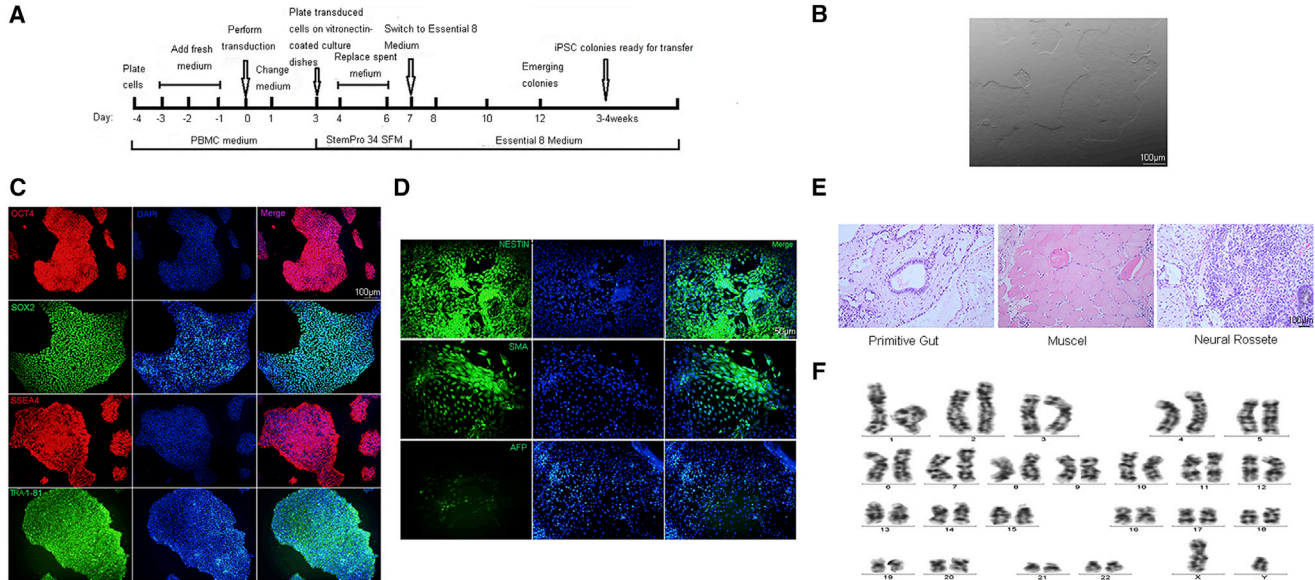 A
Plate
cells
Add fresh
medium
Perform
transduction
Change
medium
Plate transduced
cells on vitronectin-
coated culture
dishes
Replace spent
mefium
Switch to Essential 8
Medium
Emerging
colonies
iPSC colonies ready for transfer
Day: -4 -3 -2 -1 0 1 3 4 6 7 8 10 12 3-4weeks
PBMC medium StemPro 34 SFM Essential 8 Medium
B
100μm
C
OCT4 DAPI Merge
100μm
SOX2
SSEA4
TRA-1-81
D
NESTIN DAPI Merge
50μm
SMA
AFP
E
100μm
Primitive Gut Muscel Neural Rossete
F
1 2 3 4 5
6 7 8 9 10 11 12
13 14 15 16 17 18
19 20 21 22 X Y